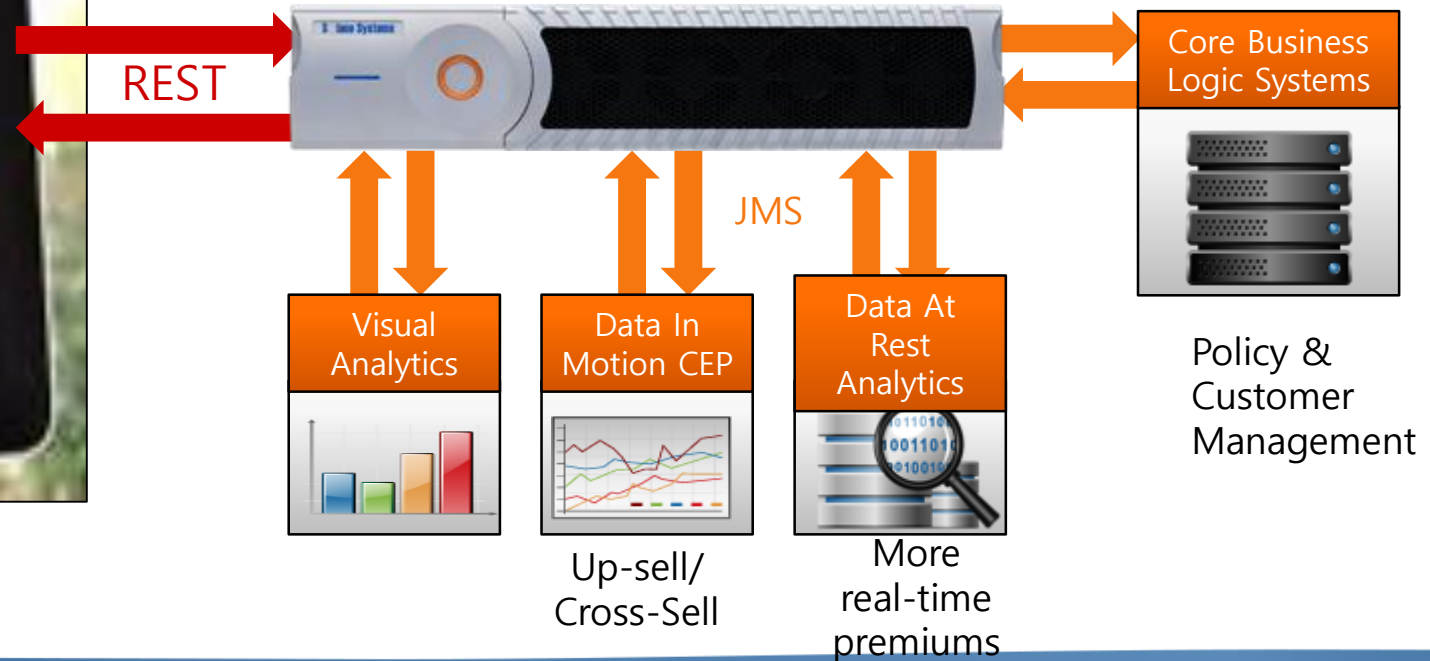 Systems
REST
Core Business
Logic Systems
JMS
Visual
Analytics
Data In
Motion CEP
Data At
Rest
Analytics
Policy &
Customer
Management
Up-sell/
Cross-Sell
More
real-time
premiums